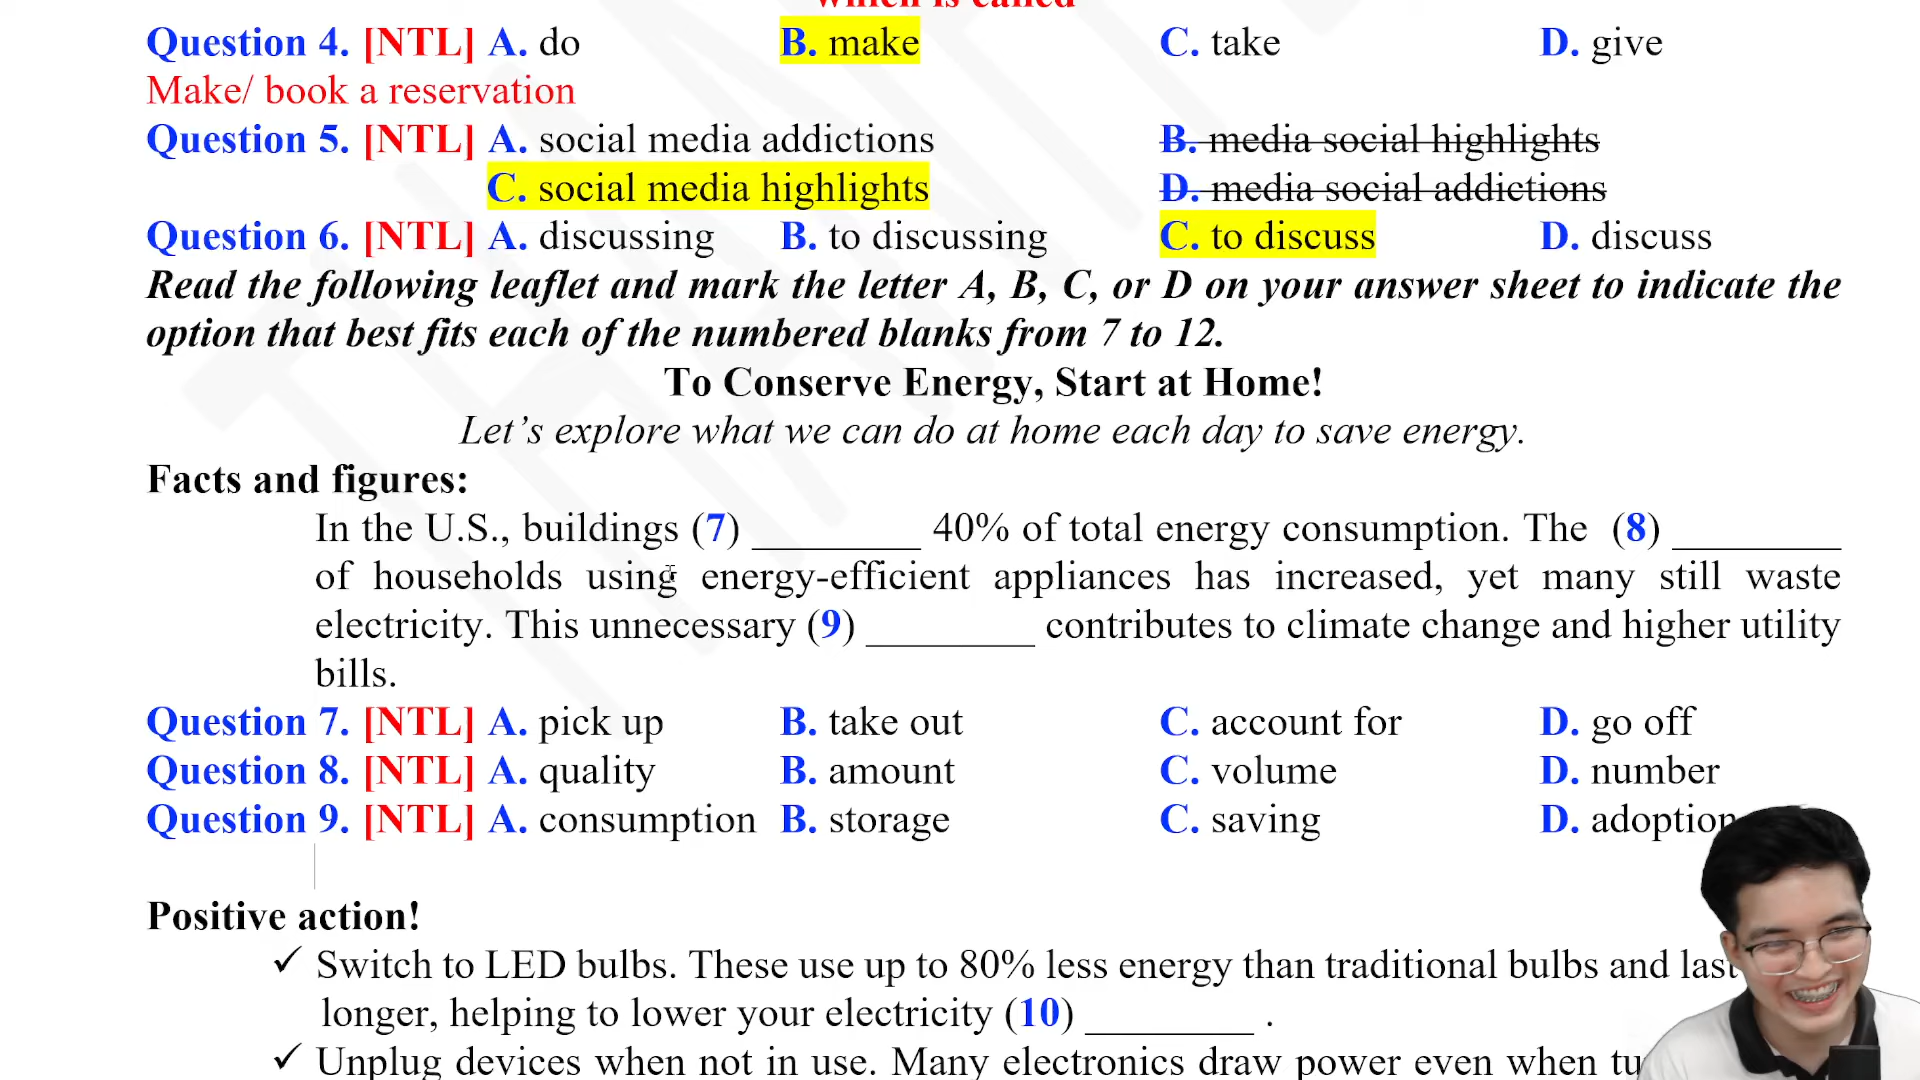 which is called
Question 4. [NTL] A. do B. make C. take D. give
Make/ book a reservation
Question 5. [NTL] A. social media addictions B. media social highlights
C. social media highlights D. media social addictions
Question 6. [NTL] A. discussing B. to discussing C. to discuss D. discuss
Read the following leaflet and mark the letter A, B, C, or D on your answer sheet to indicate the
option that best fits each of the numbered blanks from 7 to 12.
To Conserve Energy, Start at Home!
Let’s explore what we can do at home each day to save energy.
Facts and figures:
In the U.S., buildings (7) ________ 40% of total energy consumption. The (8) ________
of households using energy-efficient appliances has increased, yet many still waste
electricity. This unnecessary (9) ________ contributes to climate change and higher utility
bills.
Question 7. [NTL] A. pick up B. take out C. account for D. go off
Question 8. [NTL] A. quality B. amount C. volume D. number
Question 9. [NTL] A. consumption B. storage C. saving D. adoption
Positive action!
✓ Switch to LED bulbs. These use up to 80% less energy than traditional bulbs and last
longer, helping to lower your electricity (10) ________ .
✓ Unplug devices when not in use. Many electronics draw power even when